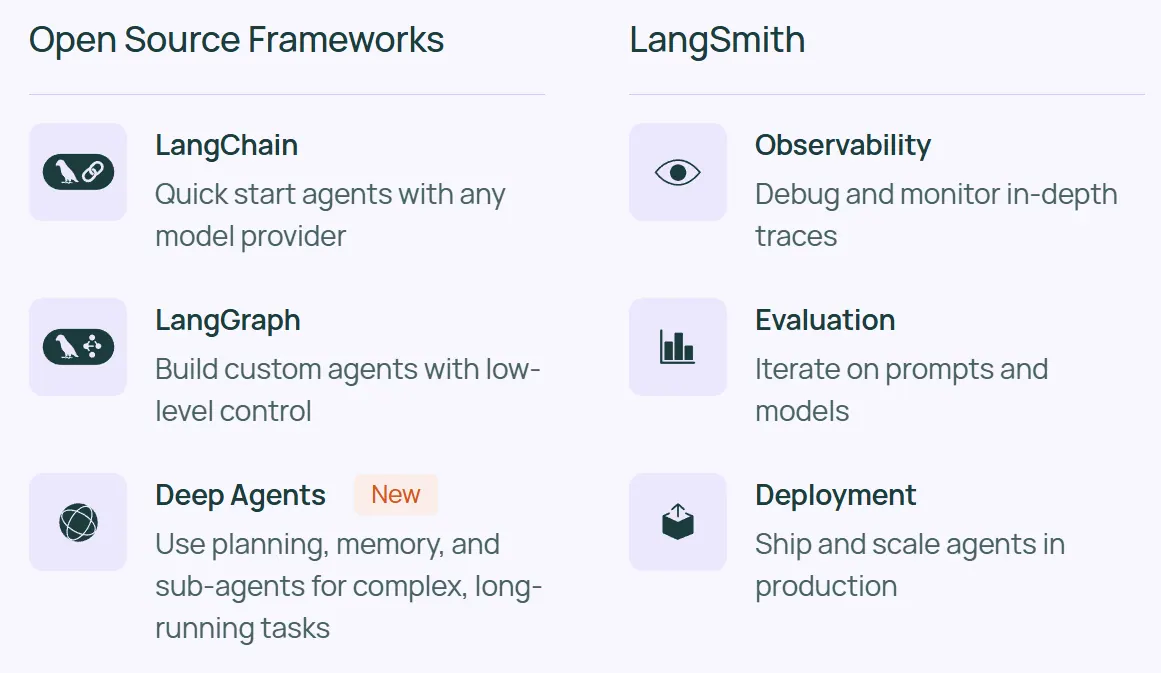 Open Source Frameworks
LangChain
Quick start agents with any
model provider
LangGraph
Build custom agents with low-
level control
Deep Agents New
Use planning, memory, and
sub-agents for complex, long-
running tasks
LangSmith
Observability
Debug and monitor in-depth
traces
Evaluation
Iterate on prompts and
models
Deployment
Ship and scale agents in
production